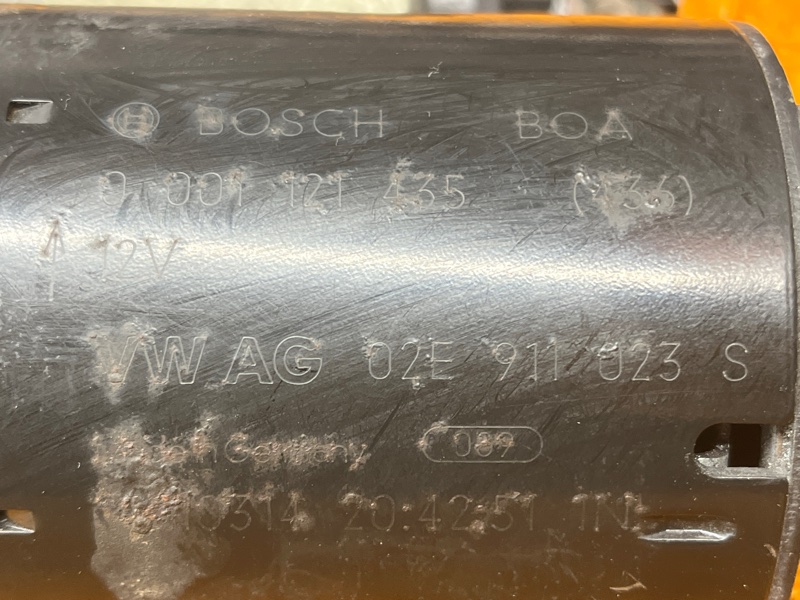 BOSCH BOA
0 001 121 435
12V
VW AG 02E 911 023 S
Made in Germany 089
20:42:51 1N